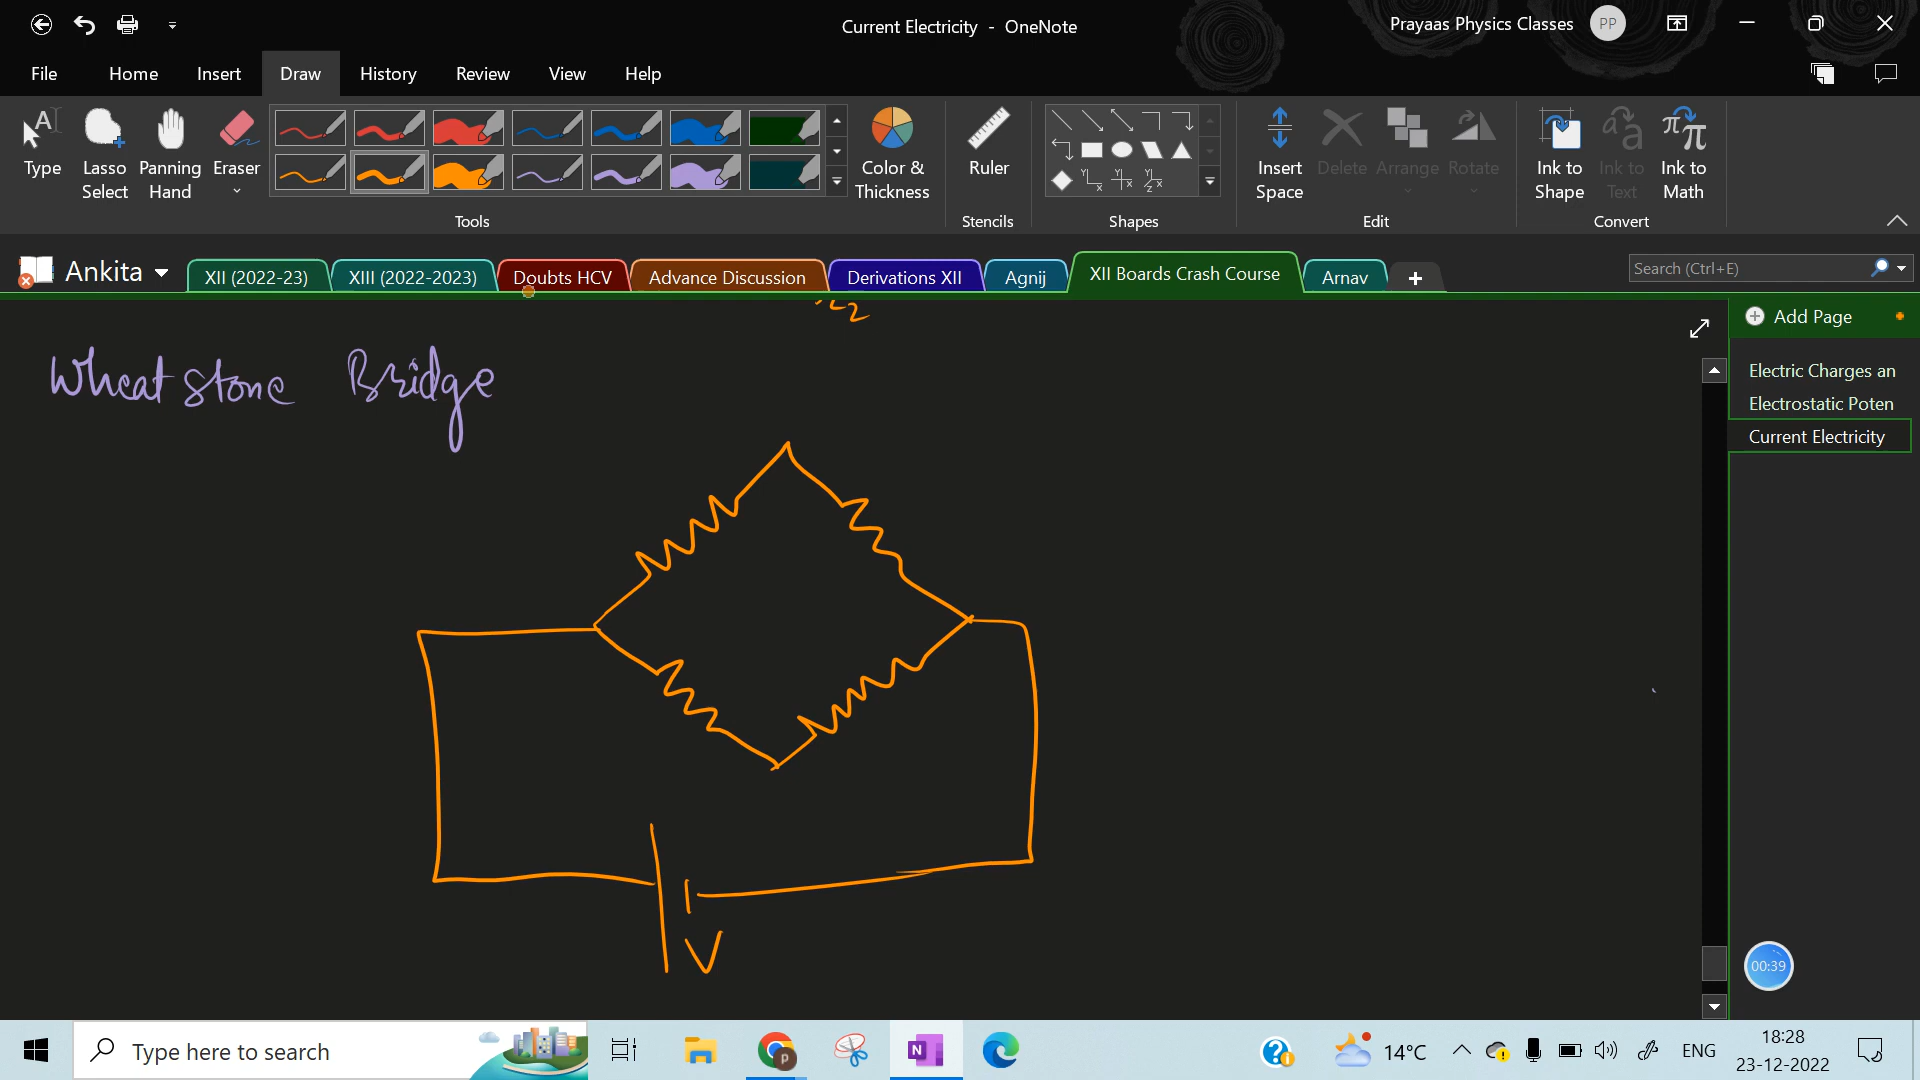 Current Electricity - OneNote
Prayaas Physics Classes
PP
File
Home
Insert
Draw
History
Review
View
Help
Type
Lasso Select
Panning Hand
Eraser
Color & Thickness
Ruler
Insert Space
Delete
Arrange
Rotate
Ink to Shape
Ink to Text
Ink to Math
Tools
Stencils
Shapes
Edit
Convert
Ankita
XII (2022-23)
XIII (2022-2023)
Doubts HCV
Advance Discussion
Derivations XII
Agnij
XII Boards Crash Course
Arnav
Search (Ctrl+E)
Add Page
Electric Charges an
Electrostatic Poten
Current Electricity
Wheat stone Bridge
V
00:39
Type here to search
14°C
ENG
18:28
23-12-2022